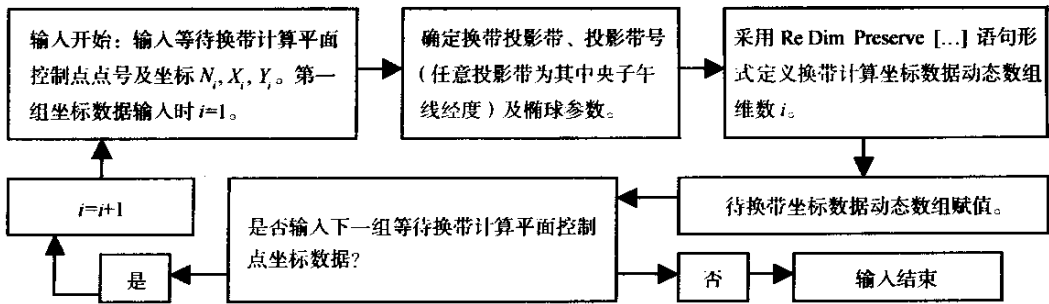 输入开始：输入等待换带计算平面
控制点点号及坐标 Nᵢ, Xᵢ, Yᵢ。第一
组坐标数据输入时 i=1。
确定换带投影带、投影带号
（任意投影带为其中央子午
线经度）及椭球参数。
采用 Re Dim Preserve […] 语句形
式定义换带计算坐标数据动态数组
维数 i。
待换带坐标数据动态数组赋值。
是否输入下一组等待换带计算平面控制
点坐标数据？
是
i=i+1
否
输入结束